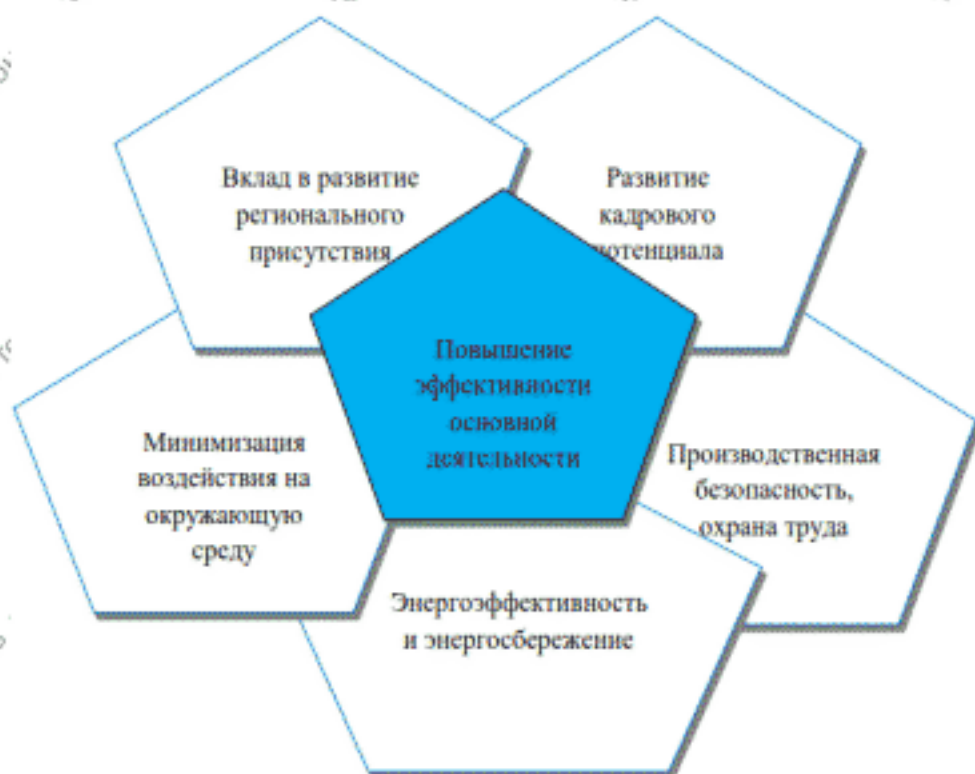 Вклад в развитие
регионального
присутствия
Развитие
кадрового
потенциала
Повышение
эффективности
основной
деятельности
Минимизация
воздействия на
окружающую
среду
Производственная
безопасность,
охрана труда
Энергоэффективность
и энергосбережение